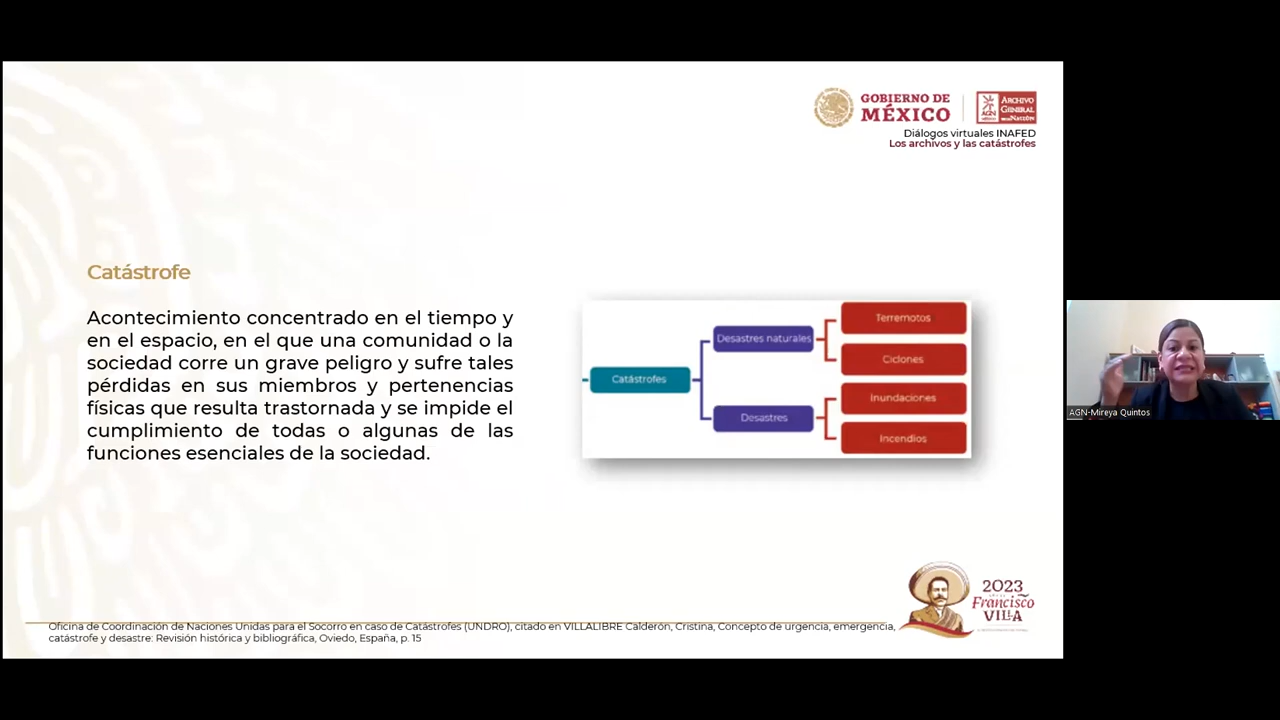 GOBIERNO DE
MÉXICO
AGN
MÉXICO
ARCHIVO
GENERAL
DE LA NACIÓN
Diálogos virtuales INAFED
Los archivos y las catástrofes
Catástrofe
Acontecimiento concentrado en el tiempo y
en el espacio, en el que una comunidad o la
sociedad corre un grave peligro y sufre tales
pérdidas en sus miembros y pertenencias
físicas que resulta trastornada y se impide el
cumplimiento de todas o algunas de las
funciones esenciales de la sociedad.
Catástrofes
Desastres naturales
Desastres
Terremotos
Ciclones
Inundaciones
Incendios
AGN-Mireya Quintos
2023
Francisco
VILLA
Oficina de Coordinación de Naciones Unidas para el Socorro en caso de Catástrofes (UNDRO), citado en VILLALIBRE Calderón, Cristina, Concepto de urgencia, emergencia,
catástrofe y desastre: Revisión histórica y bibliográfica, Oviedo, España, p. 15